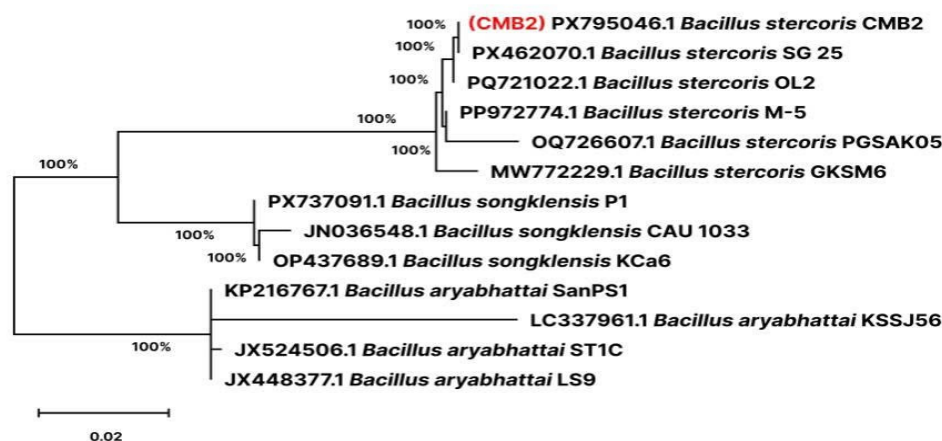 100% (CMB2) PX795046.1 Bacillus stercoris CMB2
100% PX462070.1 Bacillus stercoris SG 25
100% PQ721022.1 Bacillus stercoris OL2
100% PP972774.1 Bacillus stercoris M-5
100% OQ726607.1 Bacillus stercoris PGSAK05
100% MW772229.1 Bacillus stercoris GKSM6
PX737091.1 Bacillus songklensis P1
100% JN036548.1 Bacillus songklensis CAU 1033
100% OP437689.1 Bacillus songklensis KCa6
KP216767.1 Bacillus aryabhattai SanPS1
LC337961.1 Bacillus aryabhattai KSSJ56
100% JX524506.1 Bacillus aryabhattai ST1C
JX448377.1 Bacillus aryabhattai LS9
0.02